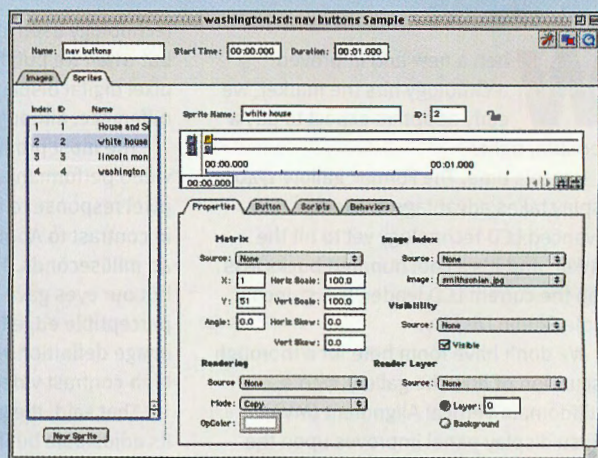 washington.lsd: nav buttons Sample
Name: nav buttons Start Time: 00:00.000 Duration: 00:01.000
Images Sprites
Index ID Name
1 1 House and S
2 2 white house
3 3 lincoln mon
4 4 washington
New Sprite
Sprite Name: white house ID: 2
00:00.000 00:01.000
00:00.000
Properties Button Scripts Behaviors
Matrix
Source: None
X: 1 Horiz Scale: 100.0
Y: 51 Vert Scale: 100.0
Angle: 0.0 Horiz Skew: 0.0
Vert Skew: 0.0
Rendering
Source: None
Mode: Copy
OpColor:
Image Index
Source: None
Image: smithsonian.jpg
Visibility
Source: None
Visible
Render Layer
Source: None
Layer: 0
Background